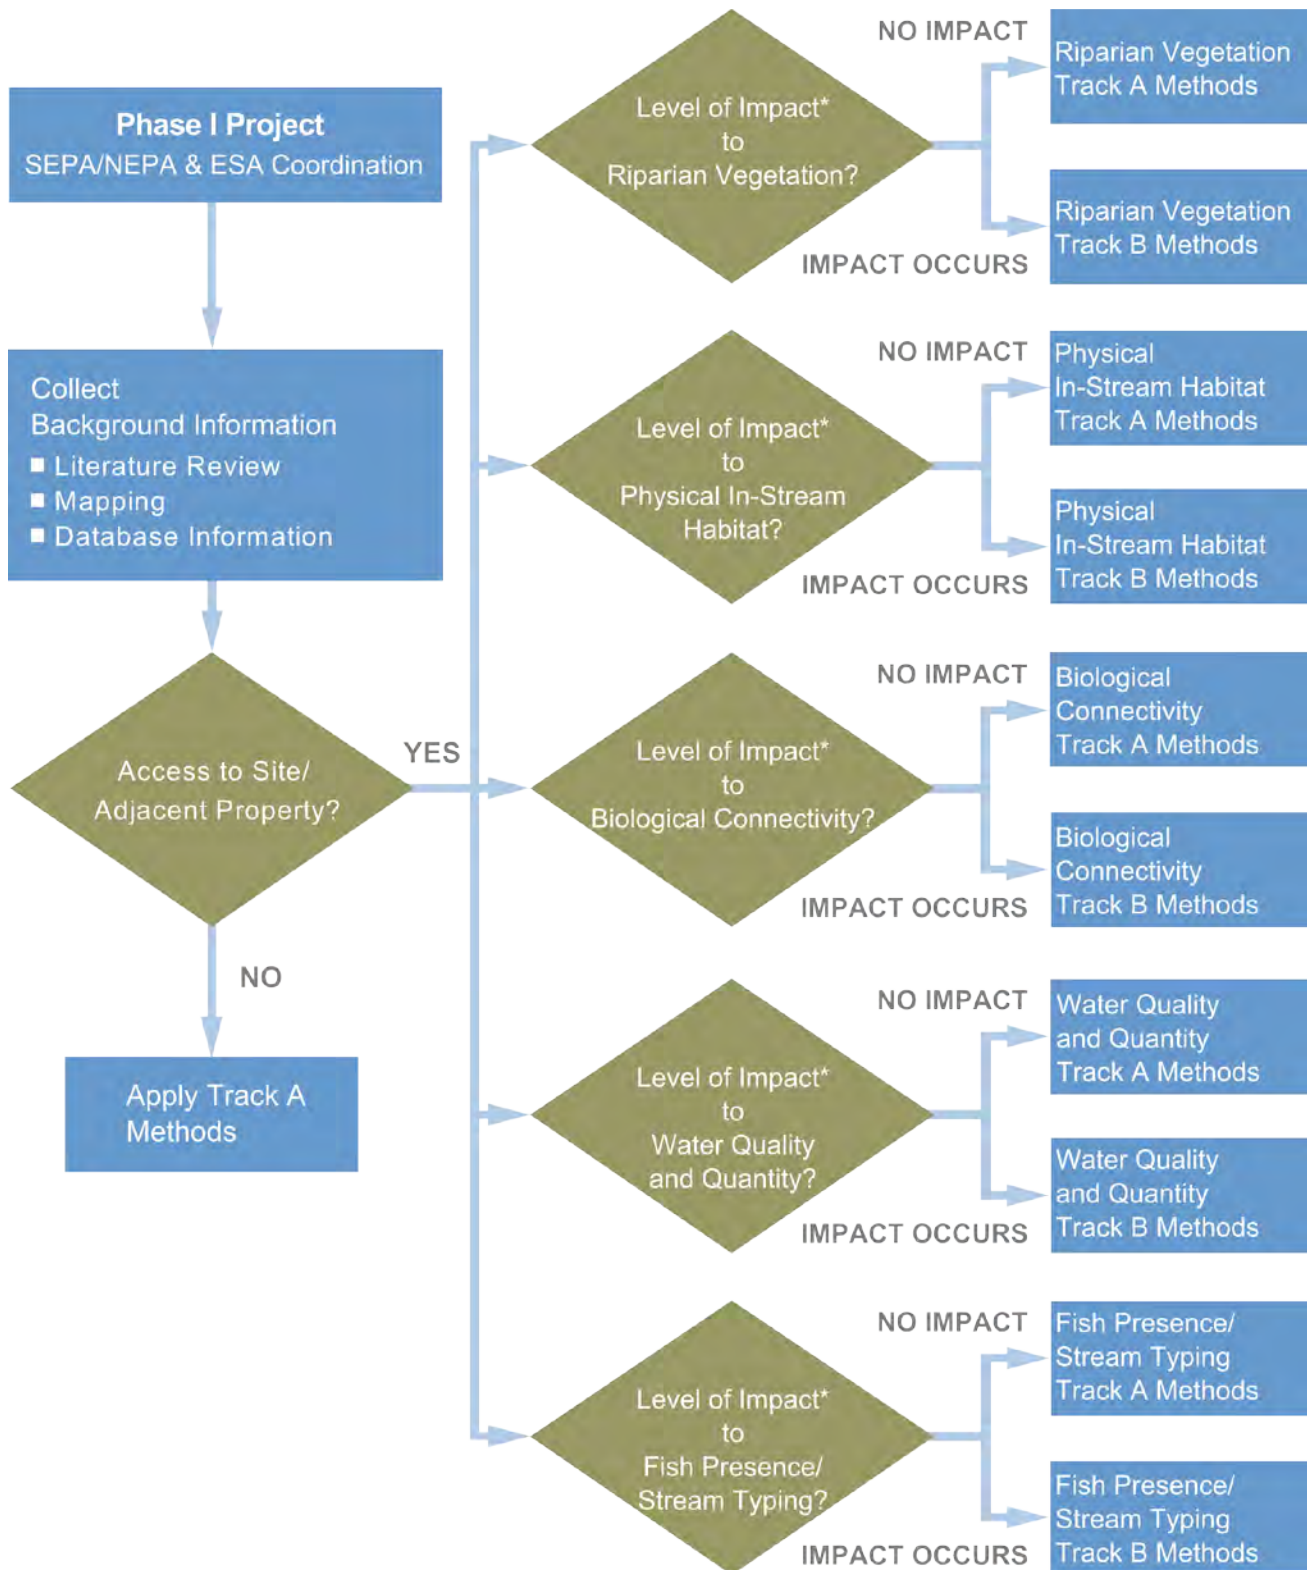 Phase I Project
SEPA/NEPA & ESA Coordination
Collect
Background Information
Literature Review
Mapping
Database Information
Access to Site/
Adjacent Property?
YES
NO
Apply Track A
Methods
Level of Impact*
to
Riparian Vegetation?
NO IMPACT
Riparian Vegetation
Track A Methods
IMPACT OCCURS
Riparian Vegetation
Track B Methods
Level of Impact*
to
Physical In-Stream
Habitat?
NO IMPACT
Physical
In-Stream Habitat
Track A Methods
IMPACT OCCURS
Physical
In-Stream Habitat
Track B Methods
Level of Impact*
to
Biological Connectivity?
NO IMPACT
Biological
Connectivity
Track A Methods
IMPACT OCCURS
Biological
Connectivity
Track B Methods
Level of Impact*
to
Water Quality
and Quantity?
NO IMPACT
Water Quality
and Quantity
Track A Methods
IMPACT OCCURS
Water Quality
and Quantity
Track B Methods
Level of Impact*
to
Fish Presence/
Stream Typing?
NO IMPACT
Fish Presence/
Stream Typing
Track A Methods
IMPACT OCCURS
Fish Presence/
Stream Typing
Track B Methods